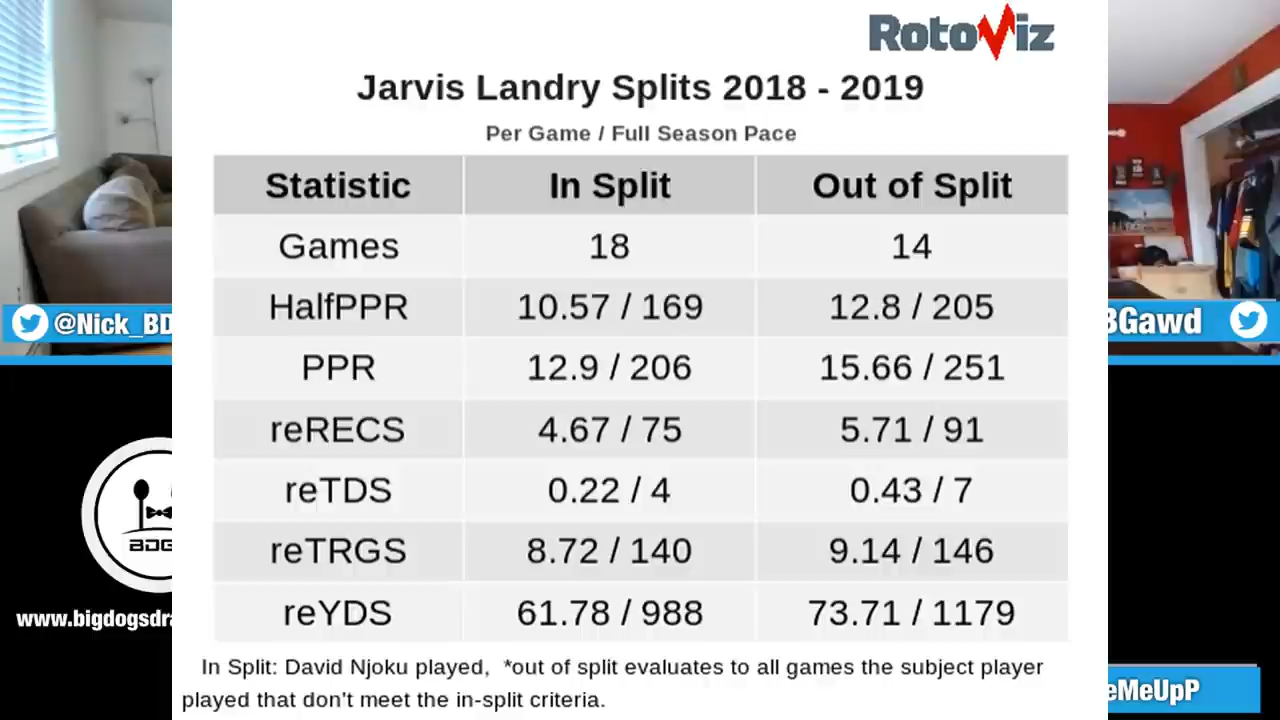 RotoViz
Jarvis Landry Splits 2018 - 2019
Per Game / Full Season Pace
Statistic In Split Out of Split
Games 18 14
HalfPPR 10.57 / 169 12.8 / 205
PPR 12.9 / 206 15.66 / 251
reRECS 4.67 / 75 5.71 / 91
reTDS 0.22 / 4 0.43 / 7
reTRGS 8.72 / 140 9.14 / 146
reYDS 61.78 / 988 73.71 / 1179
In Split: David Njoku played, *out of split evaluates to all games the subject player
played that don't meet the in-split criteria.
@Nick_BD
BGawd
BDG
www.bigdogsdra
eMeUpP